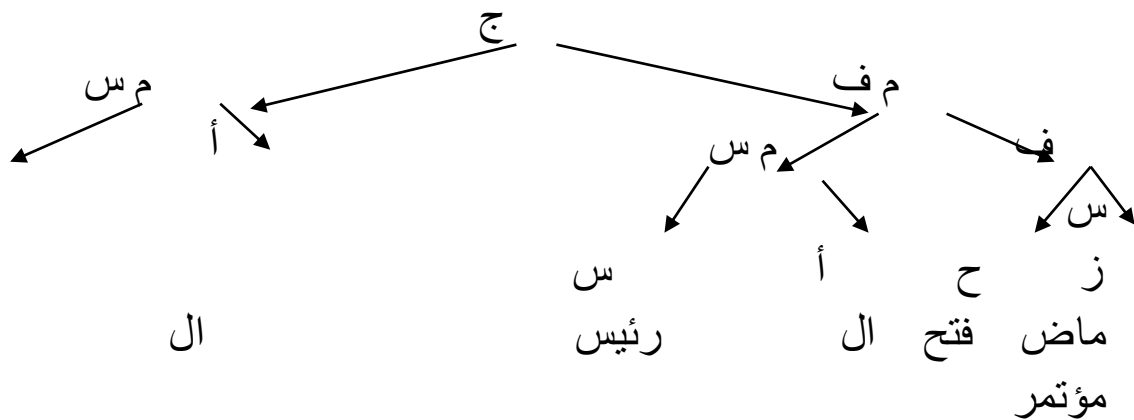 ج
م ف م س
ف م س أ
س
ز ح أ س
ماض فتح ال رئيس ال
مؤتمر